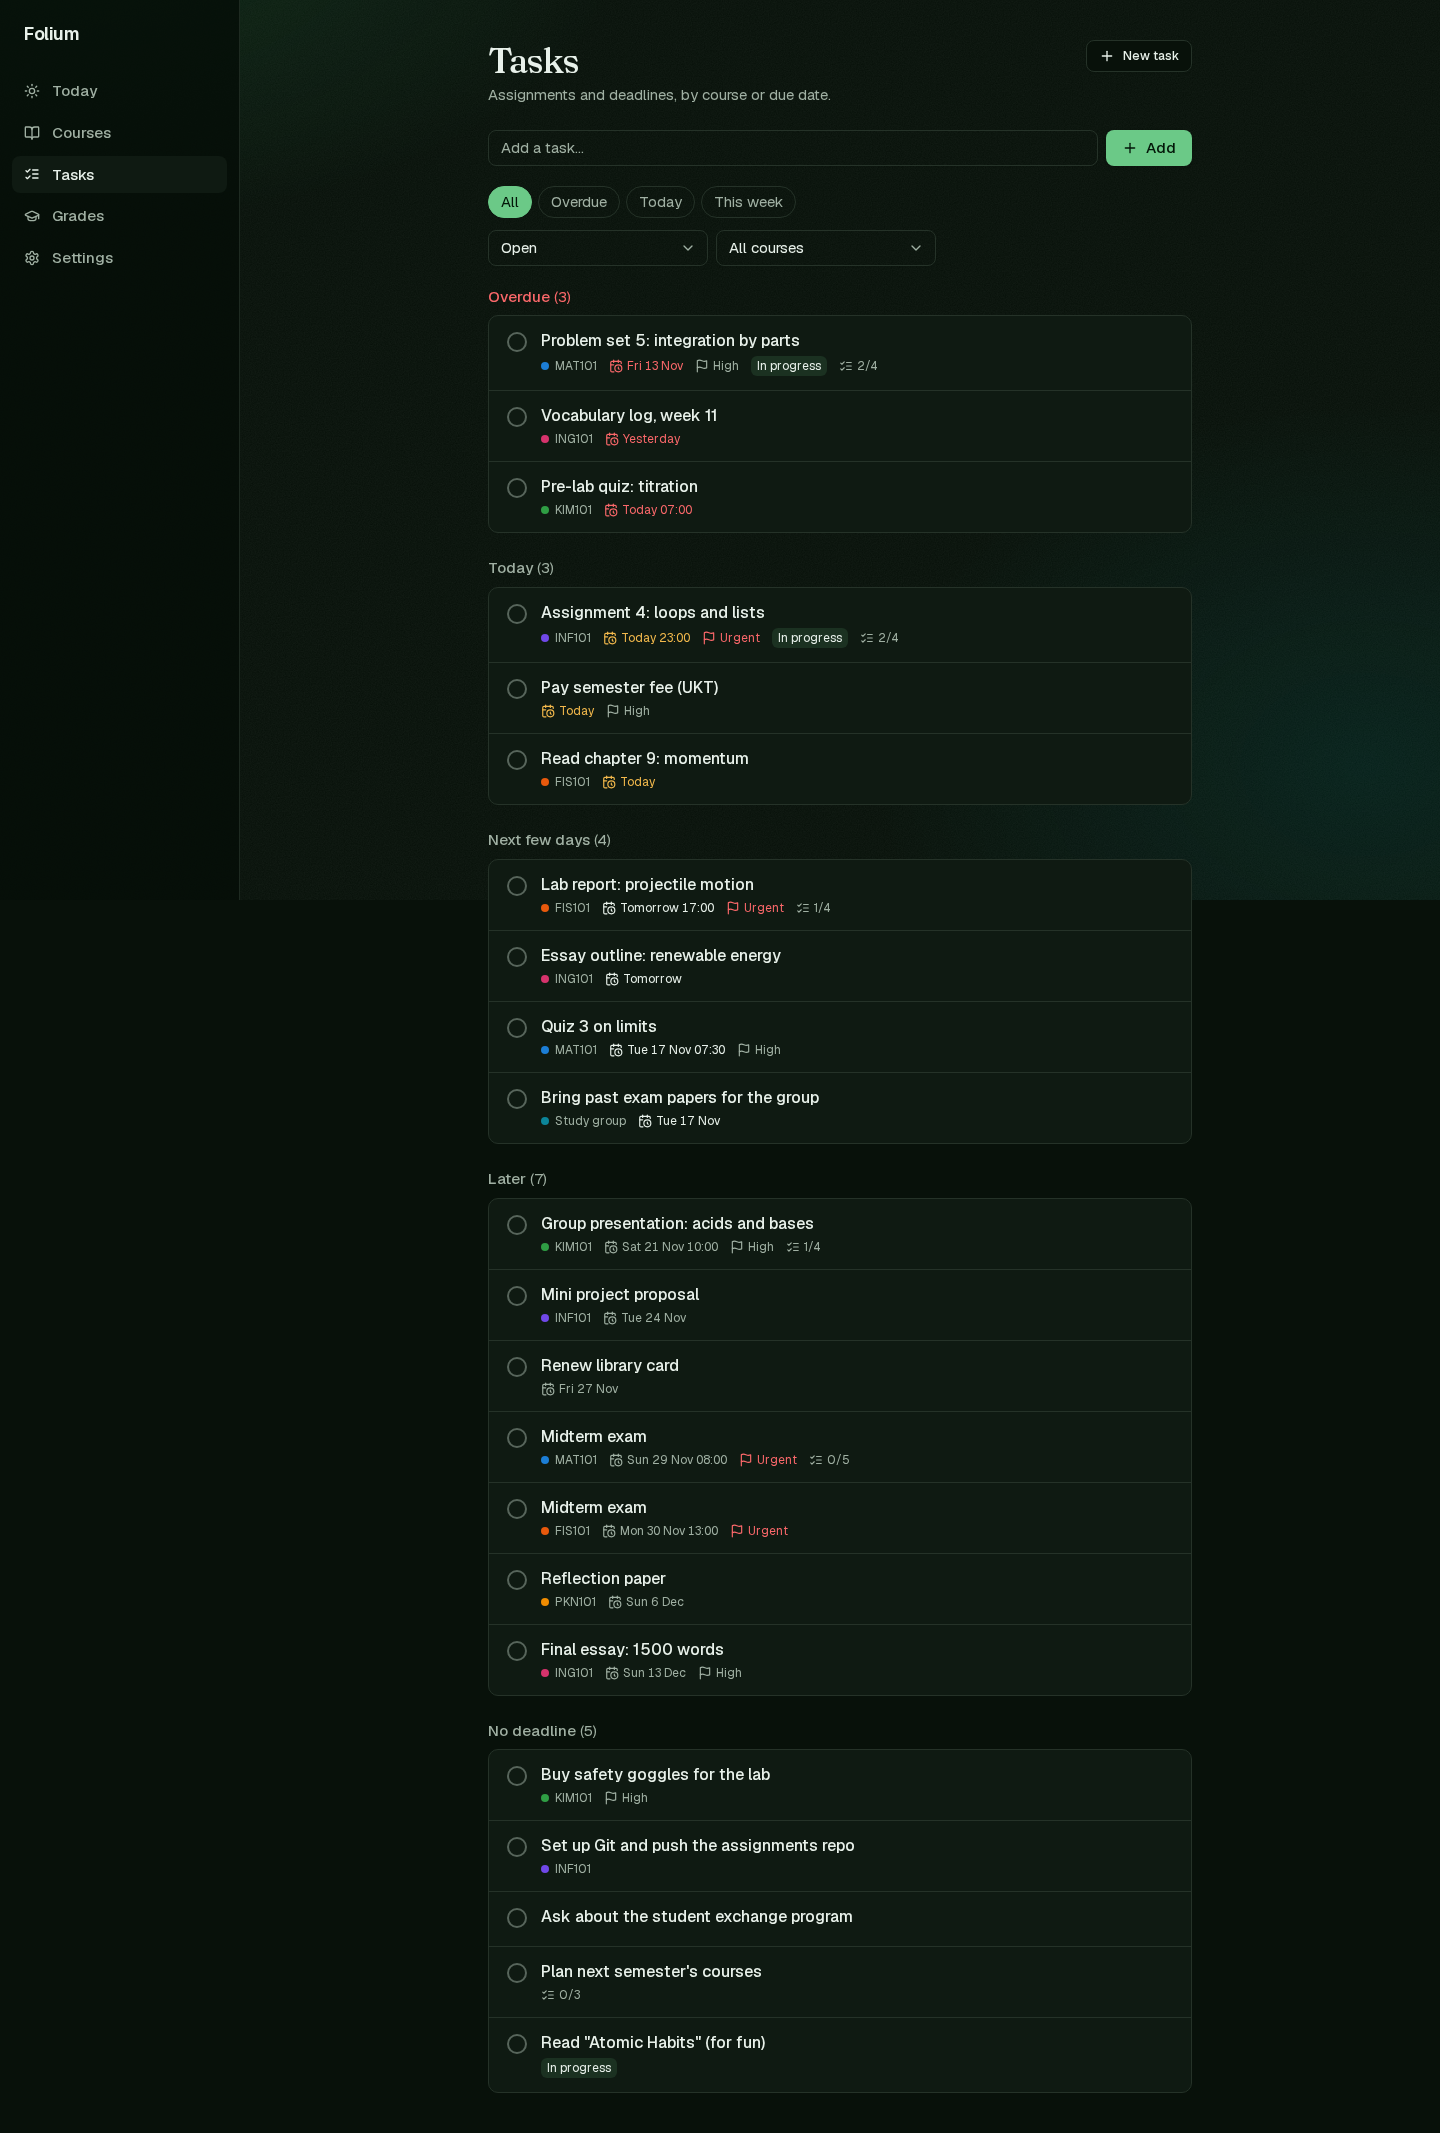 Folium
Today
Courses
Tasks
Grades
Settings
Tasks
New task
Assignments and deadlines, by course or due date.
Add a task...
Add
All Overdue Today This week
Open All courses
Overdue (3)
Problem set 5: integration by parts
MAT101 Fri 13 Nov High In progress 2/4
Vocabulary log, week 11
ING101 Yesterday
Pre-lab quiz: titration
KIM101 Today 07:00
Today (3)
Assignment 4: loops and lists
INF101 Today 23:00 Urgent In progress 2/4
Pay semester fee (UKT)
Today High
Read chapter 9: momentum
FIS101 Today
Next few days (4)
Lab report: projectile motion
FIS101 Tomorrow 17:00 Urgent 1/4
Essay outline: renewable energy
ING101 Tomorrow
Quiz 3 on limits
MAT101 Tue 17 Nov 07:30 High
Bring past exam papers for the group
Study group Tue 17 Nov
Later (7)
Group presentation: acids and bases
KIM101 Sat 21 Nov 10:00 High 1/4
Mini project proposal
INF101 Tue 24 Nov
Renew library card
Fri 27 Nov
Midterm exam
MAT101 Sun 29 Nov 08:00 Urgent 0/5
Midterm exam
FIS101 Mon 30 Nov 13:00 Urgent
Reflection paper
PKN101 Sun 6 Dec
Final essay: 1500 words
ING101 Sun 13 Dec High
No deadline (5)
Buy safety goggles for the lab
KIM101 High
Set up Git and push the assignments repo
INF101
Ask about the student exchange program
Plan next semester's courses
0/3
Read "Atomic Habits" (for fun)
In progress